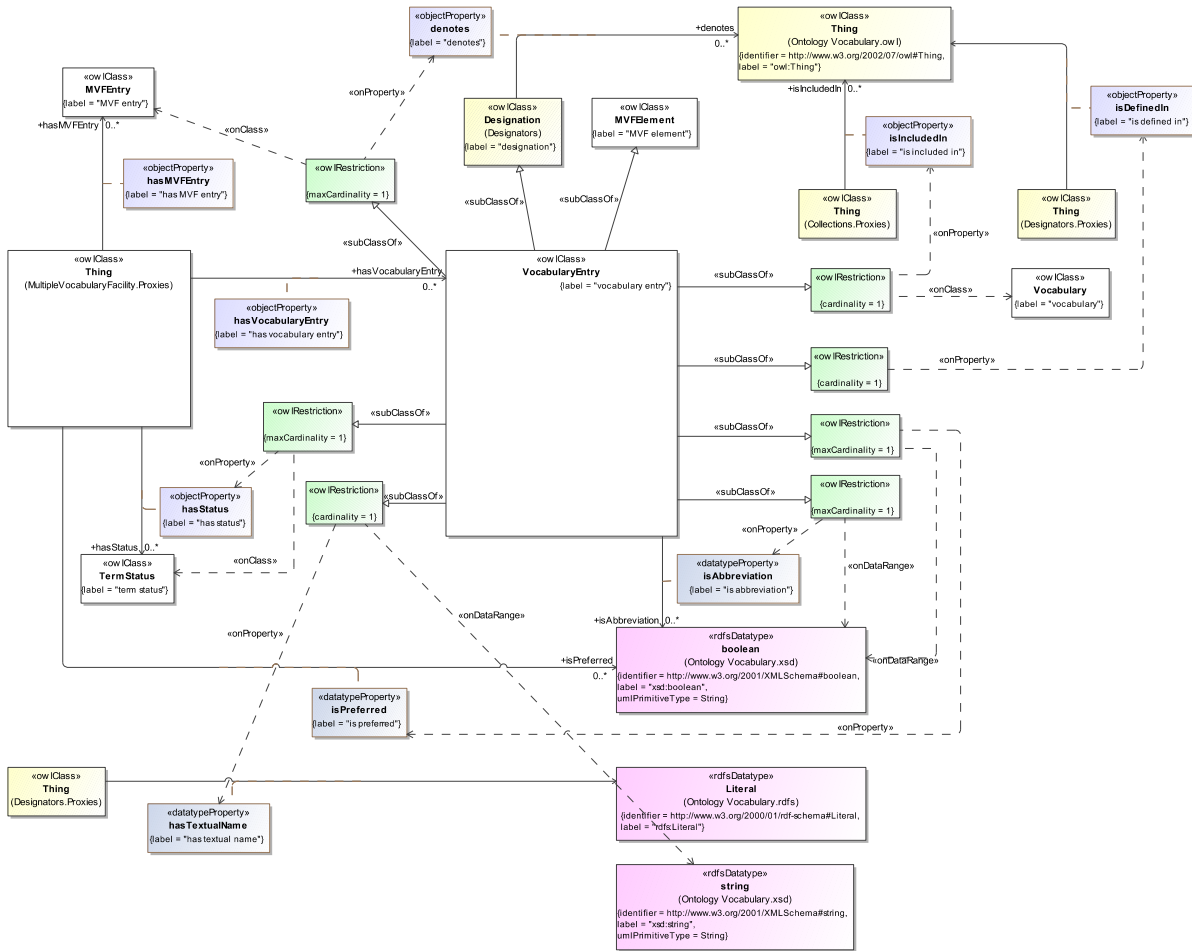 «objectProperty»
denotes
{label = "denotes"}
+denotes
0..*
«owlClass»
Thing
(Ontology Vocabulary.owl)
{identifier = http://www.w3.org/2002/07/owl#Thing,
label = "owl:Thing"}
«owlClass»
MVFEntry
{label = "MVF entry"}
+hasMVFEntry 0..*
«onProperty»
«onClass»
«owlClass»
Designation
(Designators)
{label = "designation"}
«owlClass»
MVFElement
{label = "MVF element"}
+isIncludedIn 0..*
«objectProperty»
isIncludedIn
{label = "is included in"}
«objectProperty»
isDefinedIn
{label = "is defined in"}
«objectProperty»
hasMVFEntry
{label = "has MVF entry"}
«owlRestriction»
{maxCardinality = 1}
«subClassOf»
«subClassOf»
«subClassOf»
«owlClass»
Thing
(Collections.Proxies)
«owlClass»
Thing
(Designators.Proxies)
«onProperty»
«owlClass»
Thing
(MultipleVocabularyFacility.Proxies)
+hasVocabularyEntry
0..*
«objectProperty»
hasVocabularyEntry
{label = "has vocabulary entry"}
«owlClass»
VocabularyEntry
{label = "vocabulary entry"}
«subClassOf»
«owlRestriction»
{cardinality = 1}
«onClass»
«owlClass»
Vocabulary
{label = "vocabulary"}
«subClassOf»
«owlRestriction»
{cardinality = 1}
«onProperty»
«subClassOf»
«owlRestriction»
{maxCardinality = 1}
«subClassOf»
«owlRestriction»
{maxCardinality = 1}
«owlRestriction»
{maxCardinality = 1}
«subClassOf»
«onProperty»
«objectProperty»
hasStatus
{label = "has status"}
«owlRestriction»
{cardinality = 1}
«subClassOf»
+hasStatus 0..*
«owlClass»
TermStatus
{label = "term status"}
«onClass»
«onProperty»
«datatypeProperty»
isAbbreviation
{label = "is abbreviation"}
«onDataRange»
«onProperty»
«onDataRange»
+isAbbreviation 0..*
«rdfsDatatype»
boolean
(Ontology Vocabulary.xsd)
{identifier = http://www.w3.org/2001/XMLSchema#boolean,
label = "xsd:boolean",
umlPrimitiveType = String}
«onDataRange»
+isPreferred
0..*
«datatypeProperty»
isPreferred
{label = "is preferred"}
«onProperty»
«owlClass»
Thing
(Designators.Proxies)
«datatypeProperty»
hasTextualName
{label = "has textual name"}
«rdfsDatatype»
Literal
(Ontology Vocabulary.rdfs)
{identifier = http://www.w3.org/2000/01/rdf-schema#Literal,
label = "rdfs:Literal"}
«rdfsDatatype»
string
(Ontology Vocabulary.xsd)
{identifier = http://www.w3.org/2001/XMLSchema#string,
label = "xsd:string",
umlPrimitiveType = String}